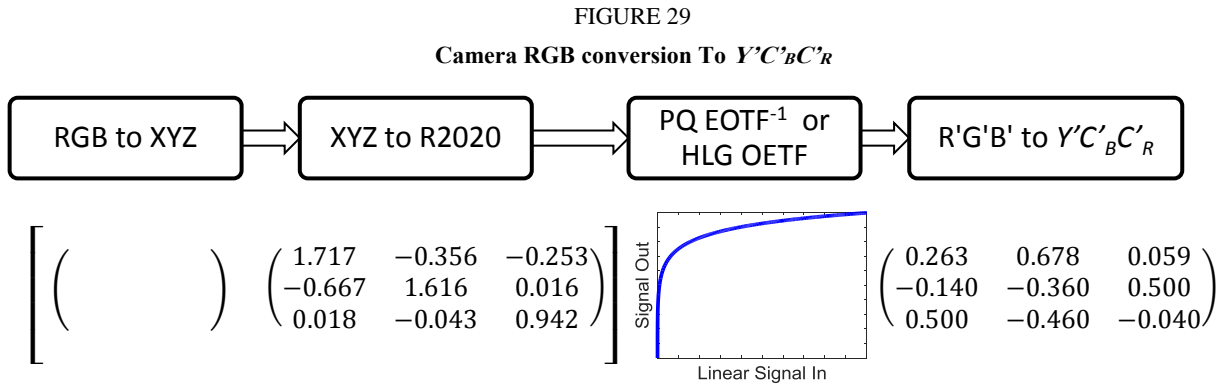 FIGURE 29
Camera RGB conversion To Y’C’BC’R
RGB to XYZ
XYZ to R2020
PQ EOTF-1 or
HLG OETF
R'G'B' to Y’C’BC’R
1.717 −0.356 −0.253
−0.667 1.616 0.016
0.018 −0.043 0.942
Signal Out
Linear Signal In
0.263 0.678 0.059
−0.140 −0.360 0.500
0.500 −0.460 −0.040